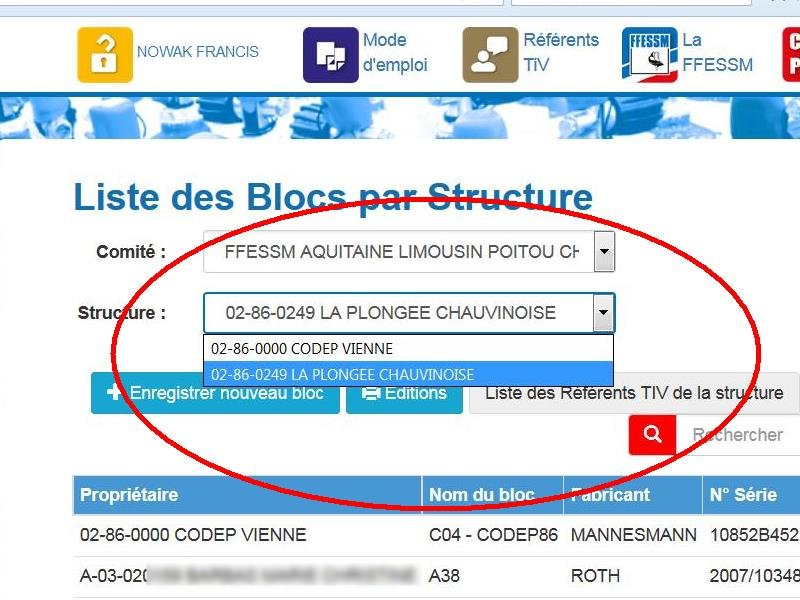 NOWAK FRANCIS
Mode
d'emploi
Référents
TiV
FFESSM
La
FFESSM
Liste des Blocs par Structure
Comité :
FFESSM AQUITAINE LIMOUSIN POITOU CH
Structure :
02-86-0249 LA PLONGEE CHAUVINOISE
02-86-0000 CODEP VIENNE
02-86-0249 LA PLONGEE CHAUVINOISE
Enregistrer nouveau bloc
Editions
Liste des Référents TIV de la structure
Rechercher
Propriétaire Nom du bloc Fabricant N° Série
02-86-0000 CODEP VIENNE C04 - CODEP86 MANNESMANN 10852B452
A-03-020 A38 ROTH 2007/10348